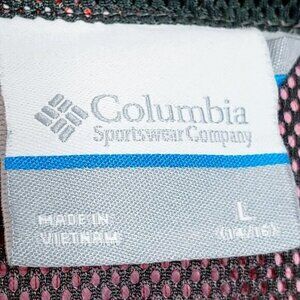 Columbia
Sportswear Company
MADE IN
VIETNAM
L
(14/16)